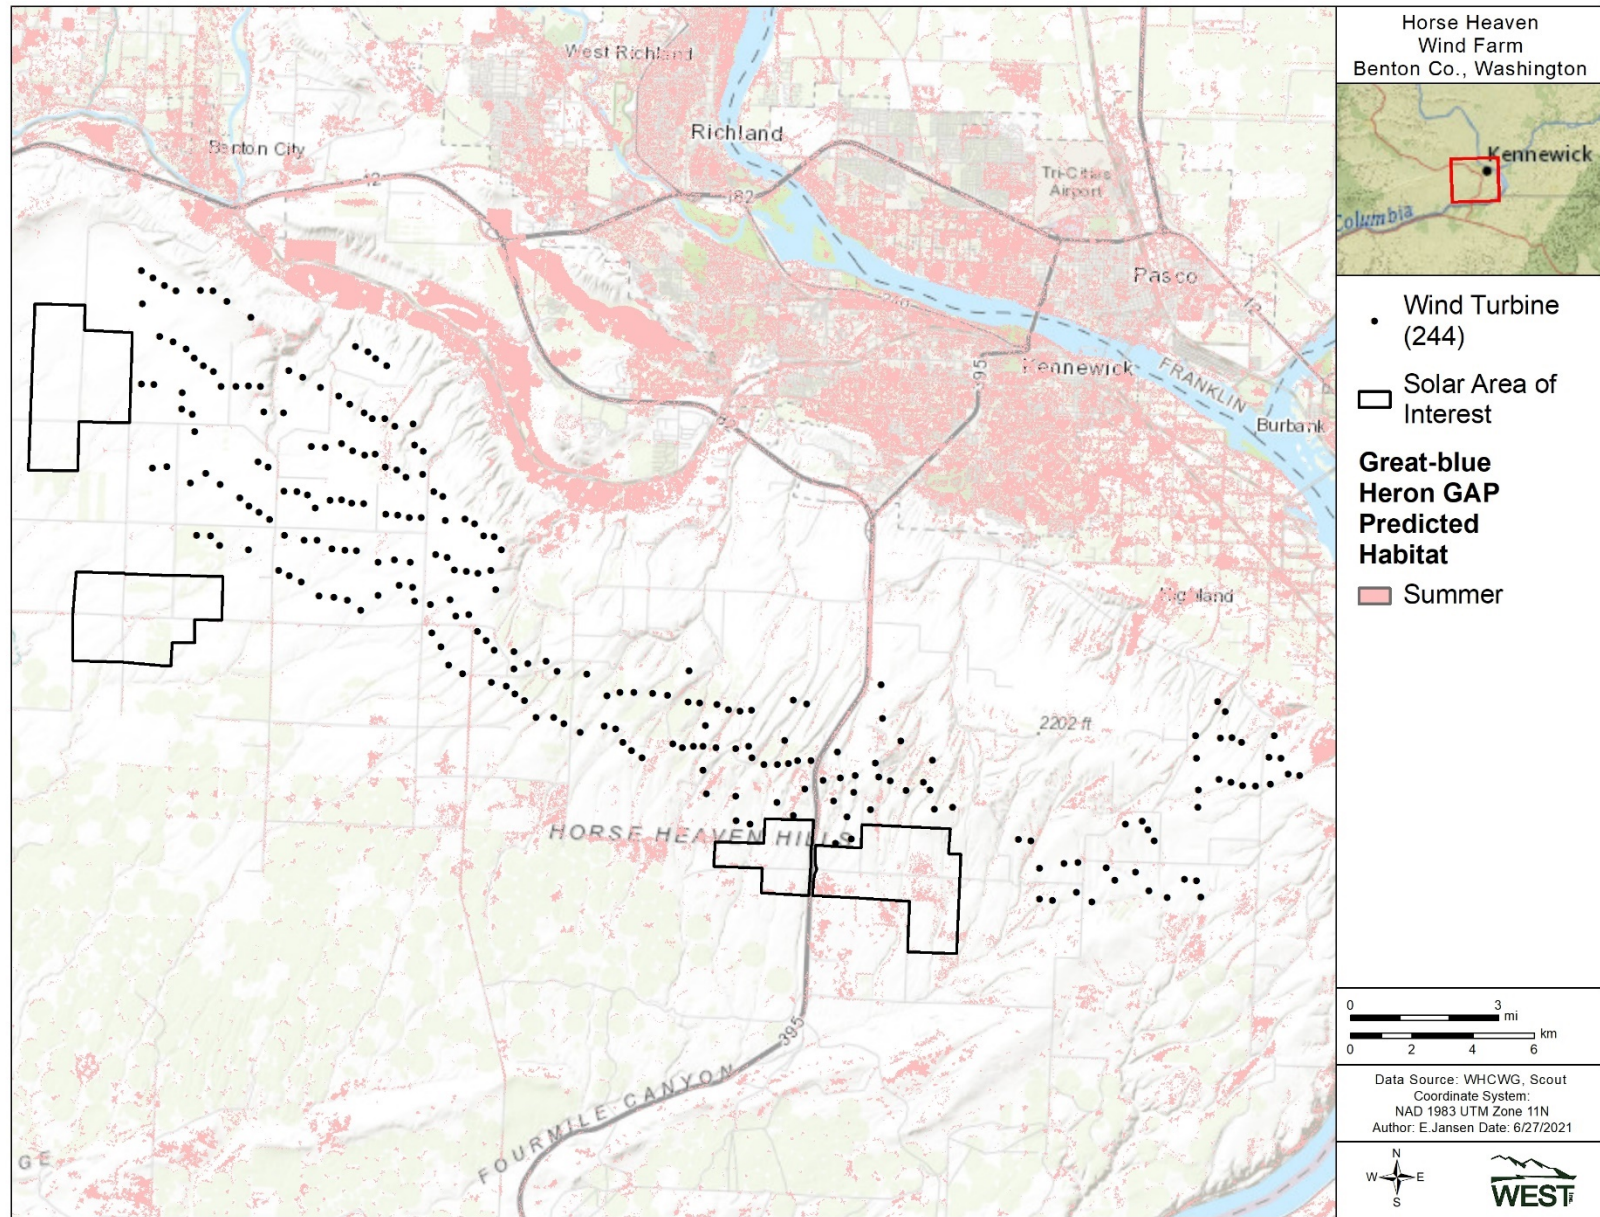 Horse Heaven
Wind Farm
Benton Co., Washington
Kennewick
Columbia
Wind Turbine
(244)
Solar Area of
Interest
Great-blue
Heron GAP
Predicted
Habitat
Summer
0 3
mi
km
0 2 4 6
Data Source: WHCWG, Scout
Coordinate System:
NAD 1983 UTM Zone 11N
Author: E.Jansen Date: 6/27/2021
N
W E
S
WEST
West Richland
Richland
Benton City
12
182
Tri-Cities
Airport
Pasco
12
240
395
Kennewick
FRANKLIN
Burbank
Highland
2202 ft
HORSE HEAVEN HILLS
395
FOURMILE CANYON
GE